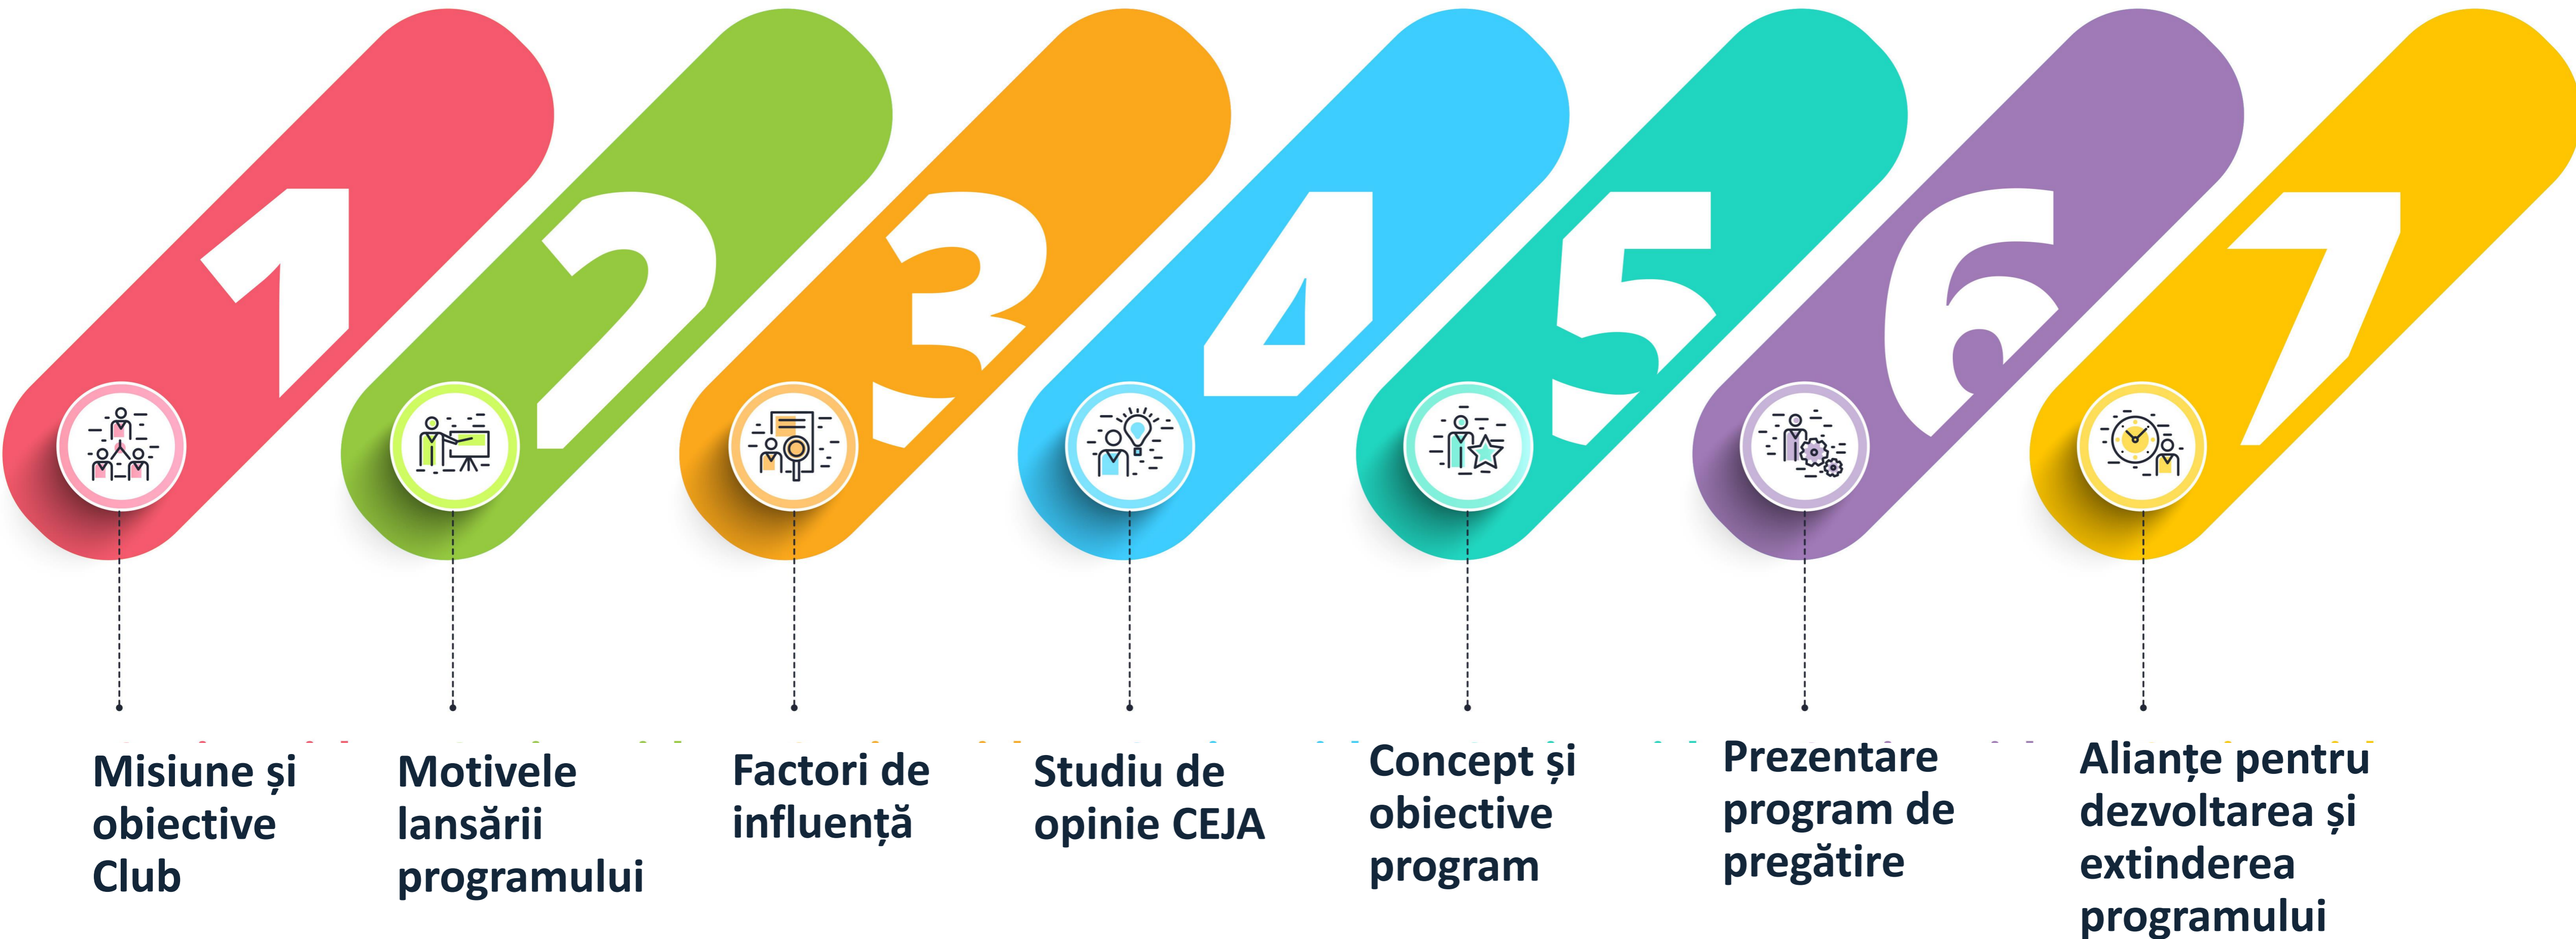 1
2
3
4
5
6
7
Misiune și
obiective
Club
Motivele
lansării
programului
Factori de
influență
Studiu de
opinie CEJA
Concept și
obiective
program
Prezentare
program de
pregătire
Alianțe pentru
dezvoltarea și
extinderea
programului